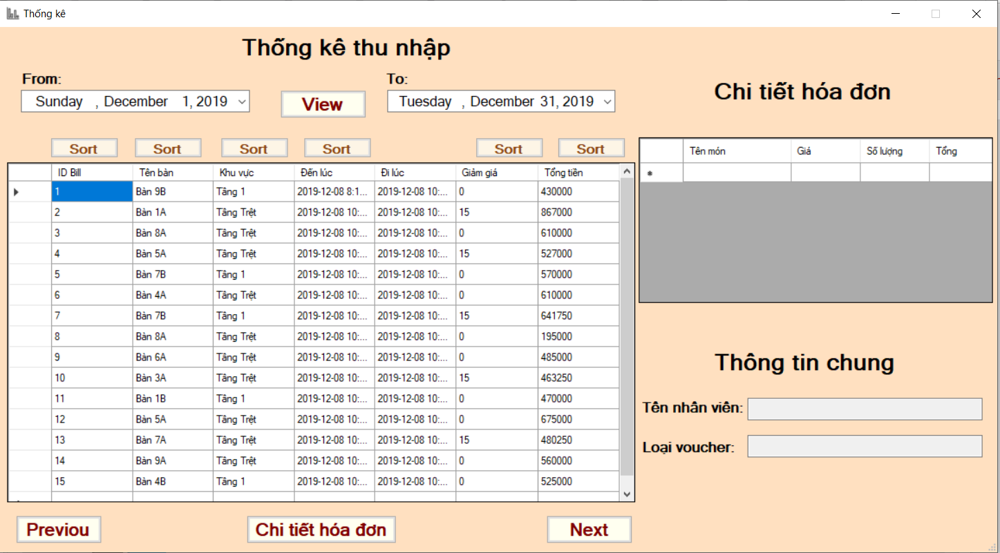 Thống kê
Thống kê thu nhập
From:
To:
Sunday , December 1, 2019
View
Tuesday , December 31, 2019
Chi tiết hóa đơn
Sort Sort Sort Sort Sort Sort
ID Bill Tên bàn Khu vực Đến lúc Đi lúc Giảm giá Tổng tiền
1 Bàn 9B Tầng 1 2019-12-08 8:1... 2019-12-08 10:... 0 430000
2 Bàn 1A Tầng Trệt 2019-12-08 10:... 2019-12-08 10:... 15 867000
3 Bàn 8A Tầng Trệt 2019-12-08 10:... 2019-12-08 10:... 0 610000
4 Bàn 5A Tầng Trệt 2019-12-08 10:... 2019-12-08 10:... 15 527000
5 Bàn 7B Tầng 1 2019-12-08 10:... 2019-12-08 10:... 0 570000
6 Bàn 4A Tầng Trệt 2019-12-08 10:... 2019-12-08 10:... 0 610000
7 Bàn 7B Tầng 1 2019-12-08 10:... 2019-12-08 10:... 15 641750
8 Bàn 8A Tầng Trệt 2019-12-08 10:... 2019-12-08 10:... 0 195000
9 Bàn 6A Tầng Trệt 2019-12-08 10:... 2019-12-08 10:... 0 485000
10 Bàn 3A Tầng Trệt 2019-12-08 10:... 2019-12-08 10:... 15 463250
11 Bàn 1B Tầng 1 2019-12-08 10:... 2019-12-08 10:... 0 470000
12 Bàn 5A Tầng Trệt 2019-12-08 10:... 2019-12-08 10:... 0 675000
13 Bàn 7A Tầng Trệt 2019-12-08 10:... 2019-12-08 10:... 15 480250
14 Bàn 9A Tầng Trệt 2019-12-08 10:... 2019-12-08 10:... 0 560000
15 Bàn 4B Tầng 1 2019-12-08 10:... 2019-12-08 10:... 0 525000
Tên món Giá Số lượng Tổng
Thông tin chung
Tên nhân viên:
Loại voucher:
Previou
Chi tiết hóa đơn
Next